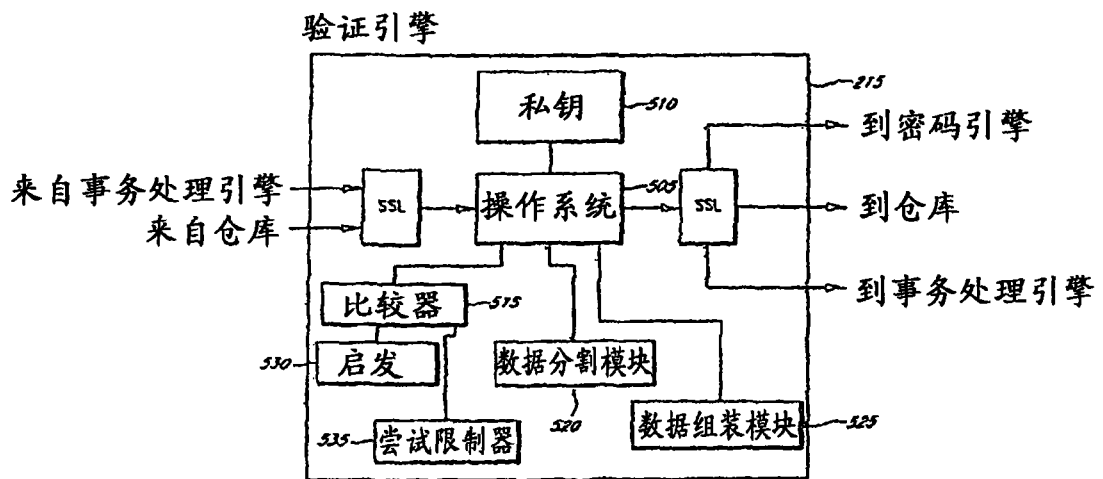 验证引擎
215
私钥
510
到密码引擎
来自事务处理引擎
SSL
操作系统
505
SSL
到仓库
来自仓库
到事务处理引擎
比较器
515
530
启发
数据分割模块
520
535
尝试限制器
数据组装模块
525